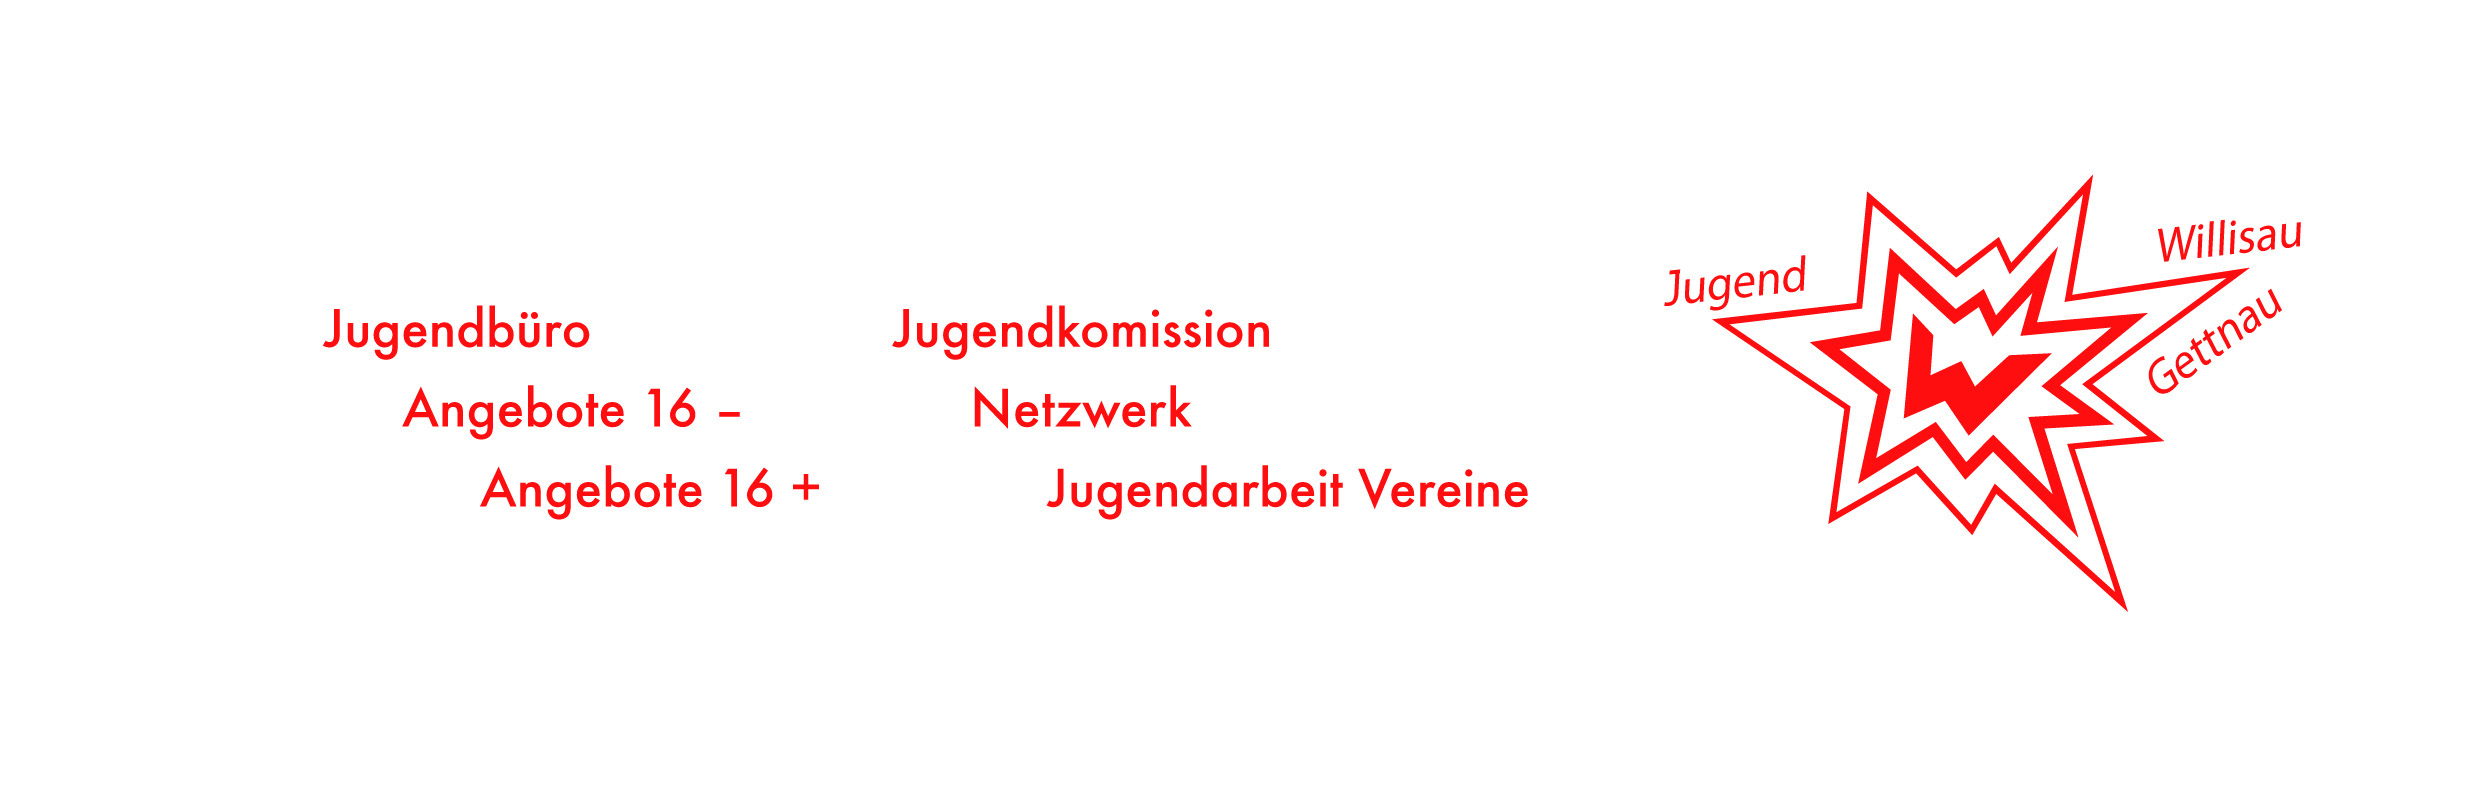 Jugendbüro
Angebote 16 –
Angebote 16 +
Jugendkomission
Netzwerk
Jugendarbeit Vereine
Jugend
Willisau
Gettnau